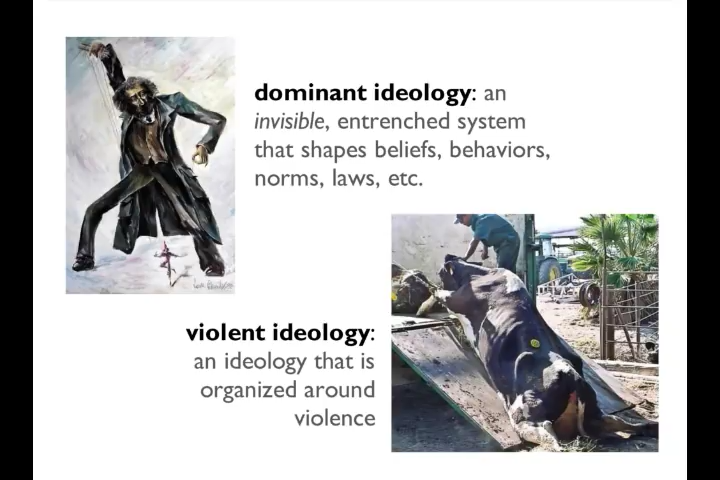 dominant ideology: an
invisible, entrenched system
that shapes beliefs, behaviors,
norms, laws, etc.
violent ideology:
an ideology that is
organized around
violence